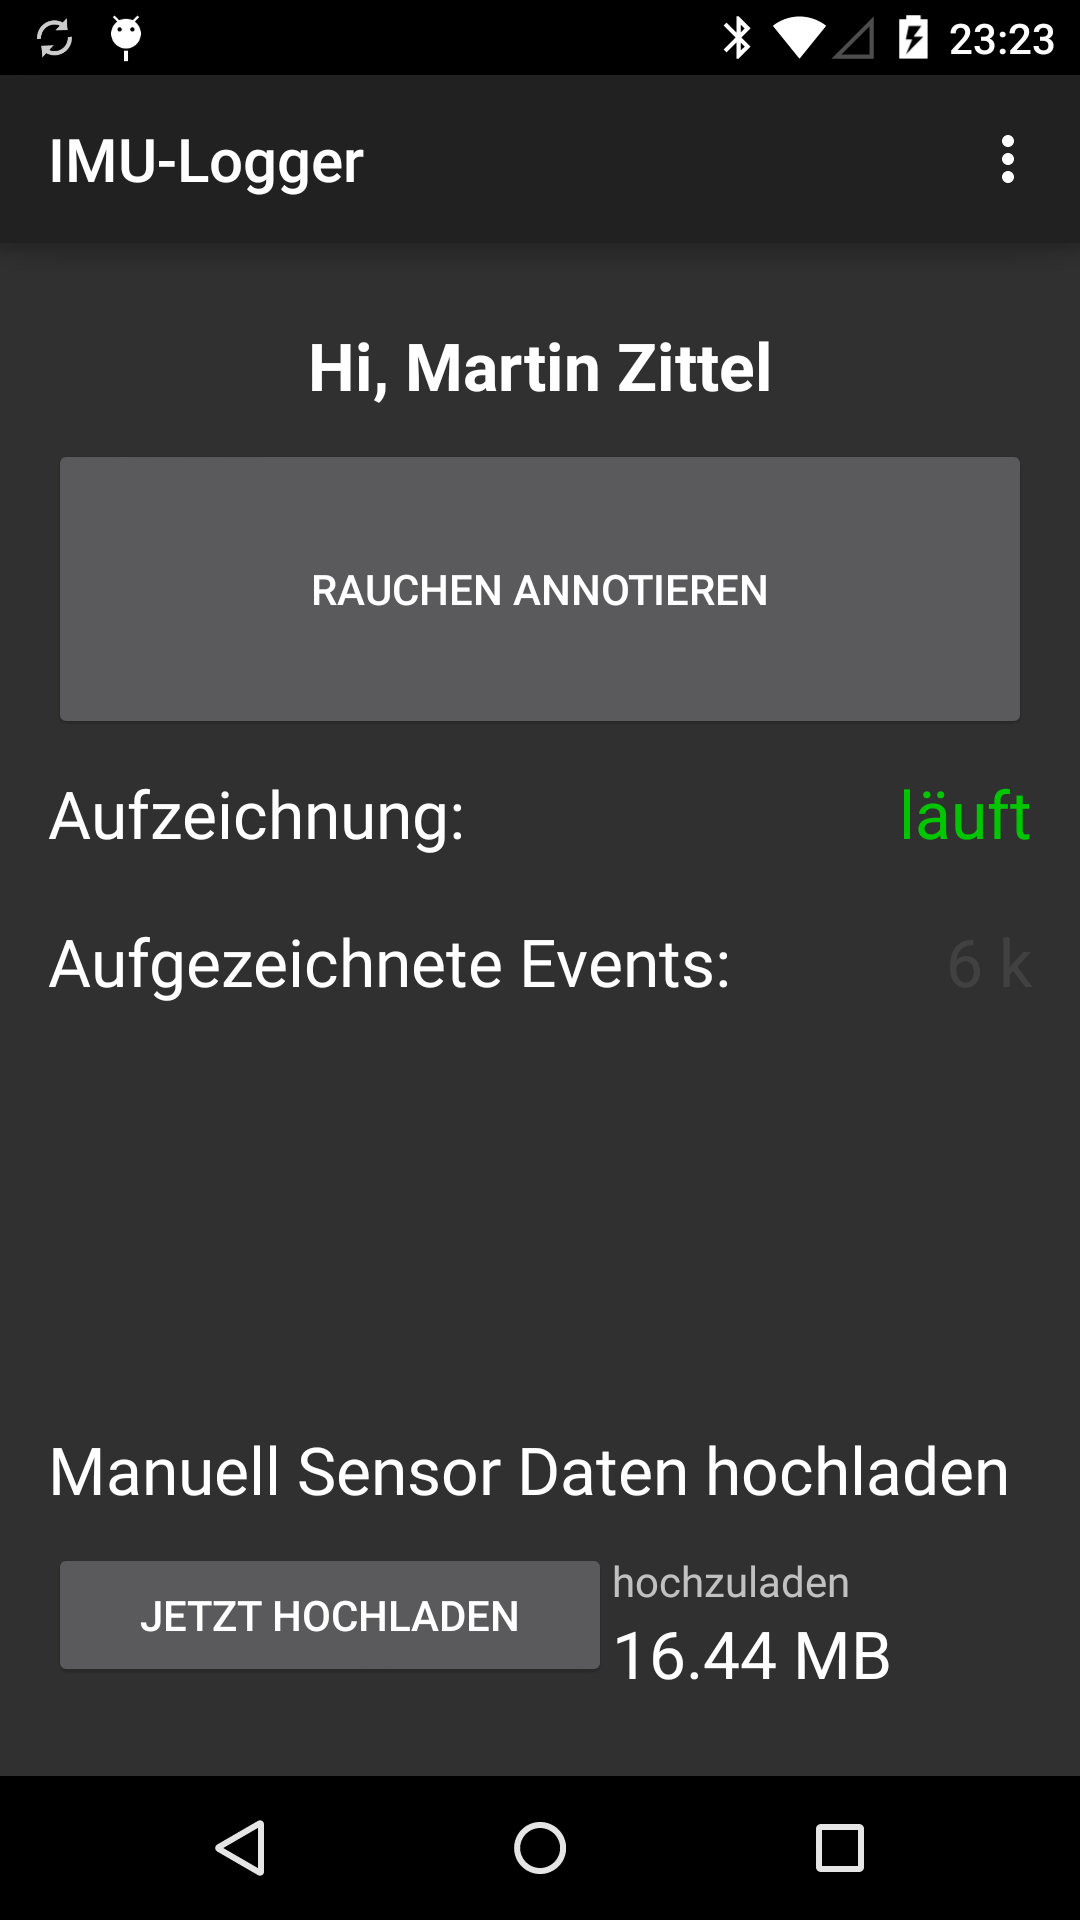 23:23
IMU-Logger
Hi, Martin Zittel
RAUCHEN ANNOTIEREN
Aufzeichnung: läuft
Aufgezeichnete Events: 6 k
Manuell Sensor Daten hochladen
JETZT HOCHLADEN
hochzuladen
16.44 MB